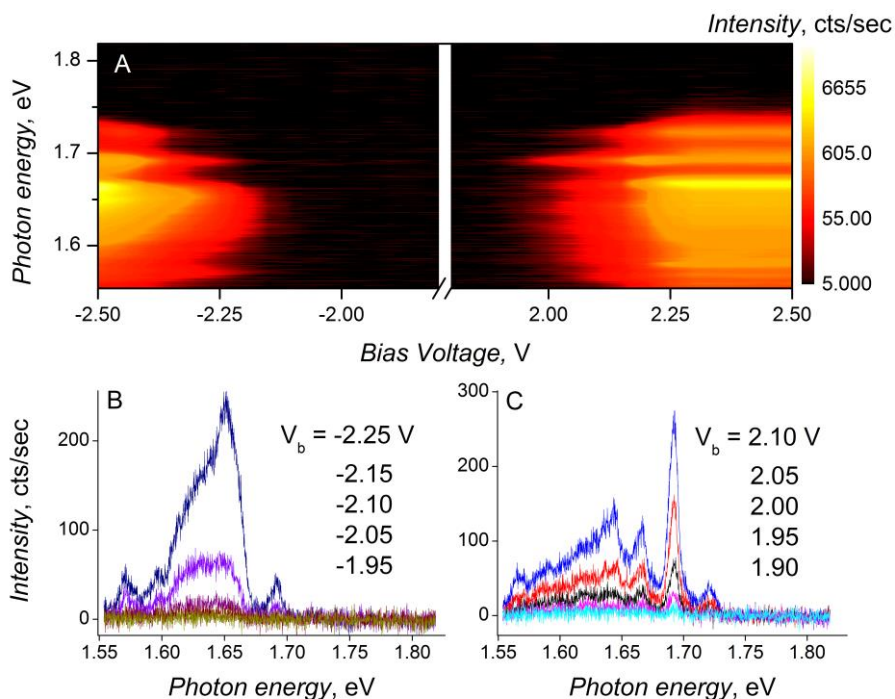 Intensity, cts/sec
A
Photon energy, eV
1.8
1.7
1.6
6655
605.0
55.00
5.000
-2.50 -2.25 -2.00 2.00 2.25 2.50
Bias Voltage, V
B
Intensity, cts/sec
200
100
0
V_b = -2.25 V
-2.15
-2.10
-2.05
-1.95
1.55 1.60 1.65 1.70 1.75 1.80
Photon energy, eV
C
300
200
100
0
V_b = 2.10 V
2.05
2.00
1.95
1.90
1.55 1.60 1.65 1.70 1.75 1.80
Photon energy, eV